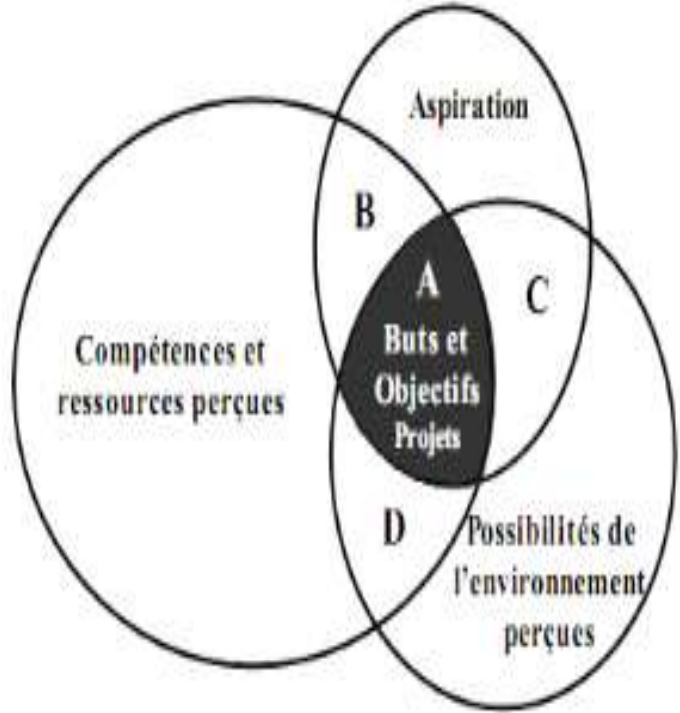 Aspiration
B
A
Buts et
Objectifs
Projets
C
Compétences et
ressources perçues
D
Possibilités de
l'environnement
perçues